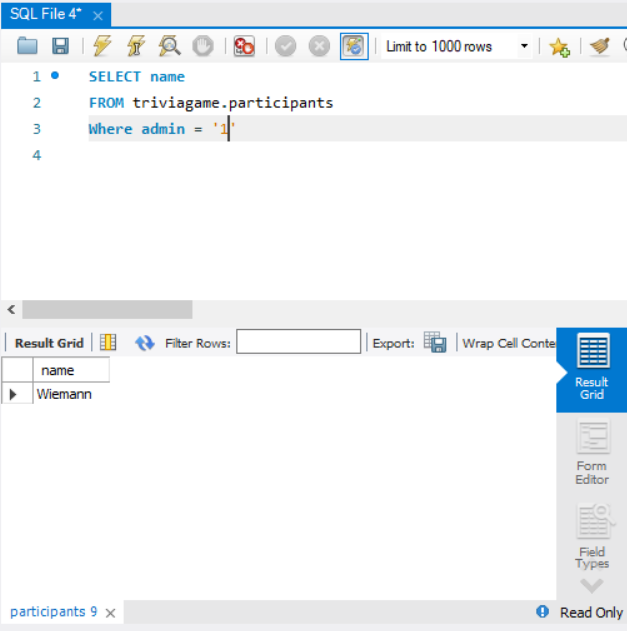 SQL File 4*
Limit to 1000 rows
1 SELECT name
2 FROM triviagame.participants
3 Where admin = '1'
4
Result Grid Filter Rows: Export: Wrap Cell Conte
name
Wiemann
Result
Grid
Form
Editor
Field
Types
participants 9 Read Only